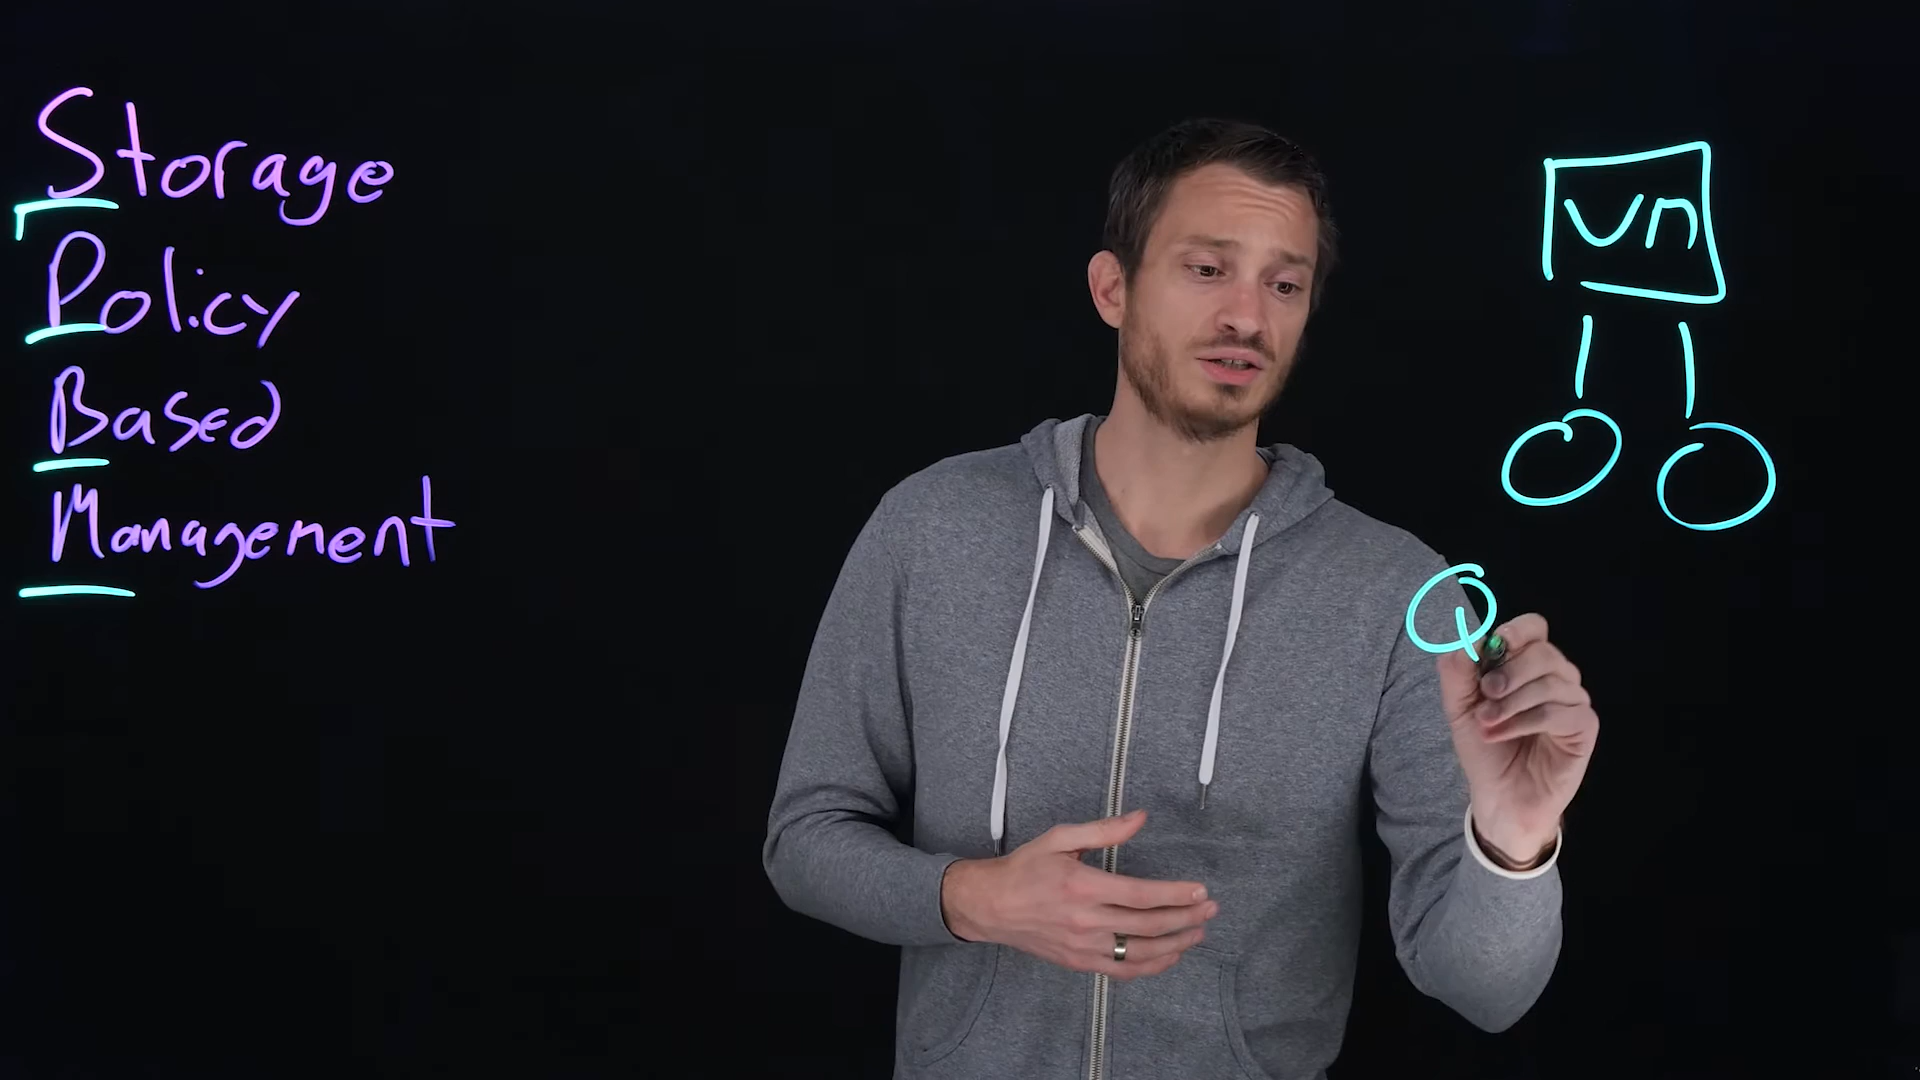 Storage
Policy
Based
Management
vm
Q